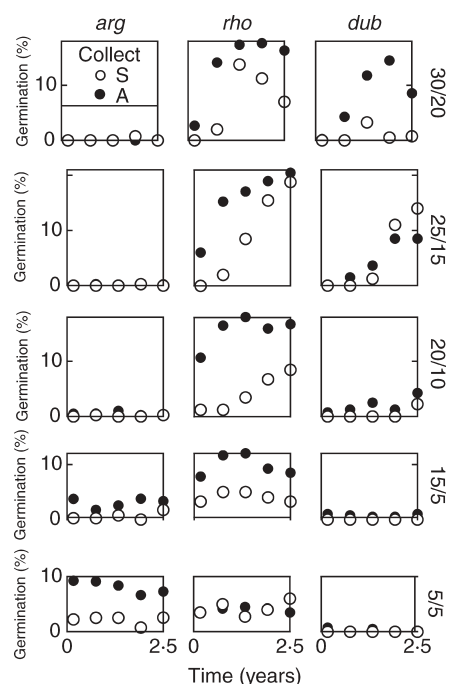 arg rho dub
Collect
S
A
Germination (%)
10
0
30/20
Germination (%)
10
0
25/15
Germination (%)
10
0
20/10
Germination (%)
10
0
15/5
Germination (%)
10
0
5/5
0 2·5 0 2·5 0 2·5
Time (years)